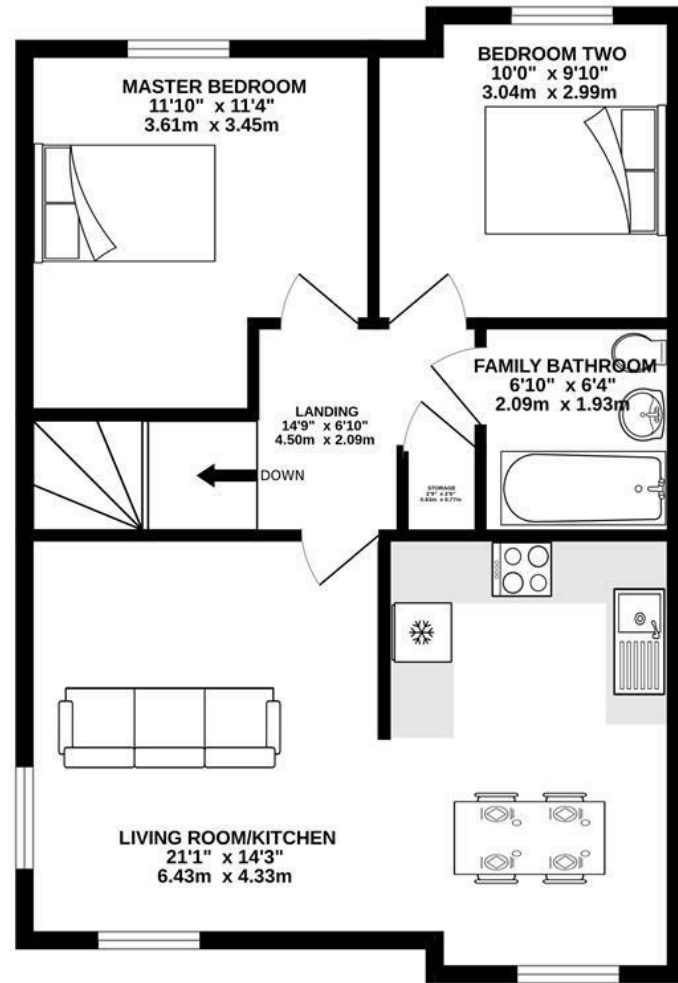 MASTER BEDROOM
11'10" x 11'4"
3.61m x 3.45m
BEDROOM TWO
10'0" x 9'10"
3.04m x 2.99m
FAMILY BATHROOM
6'10" x 6'4"
2.09m x 1.93m
LANDING
14'9" x 6'10"
4.50m x 2.09m
DOWN
STORAGE
LIVING ROOM/KITCHEN
21'1" x 14'3"
6.43m x 4.33m